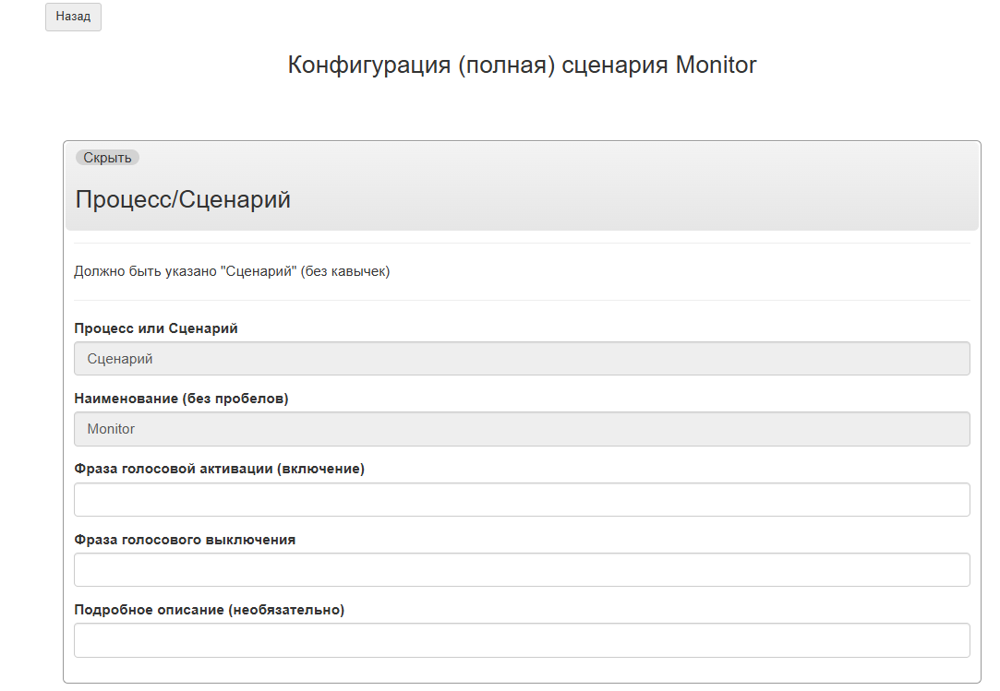 Назад
Конфигурация (полная) сценария Monitor
Скрыть
Процесс/Сценарий
Должно быть указано "Сценарий" (без кавычек)
Процесс или Сценарий
Сценарий
Наименование (без пробелов)
Monitor
Фраза голосовой активации (включение)
Фраза голосового выключения
Подробное описание (необязательно)